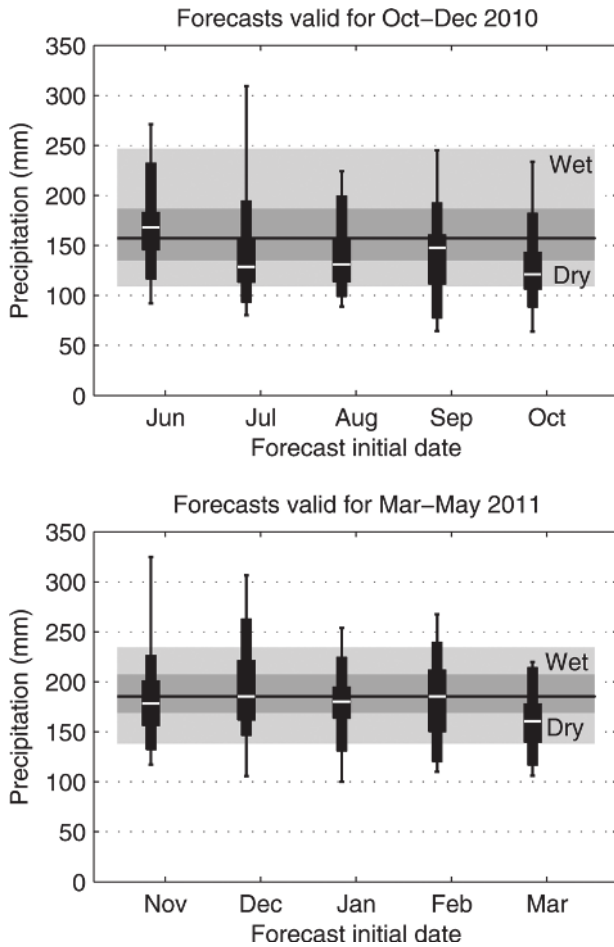 Forecasts valid for Oct–Dec 2010
350
300
250
200
150
100
50
0
Precipitation (mm)
Wet
Dry
Jun Jul Aug Sep Oct
Forecast initial date
Forecasts valid for Mar–May 2011
350
300
250
200
150
100
50
0
Precipitation (mm)
Wet
Dry
Nov Dec Jan Feb Mar
Forecast initial date